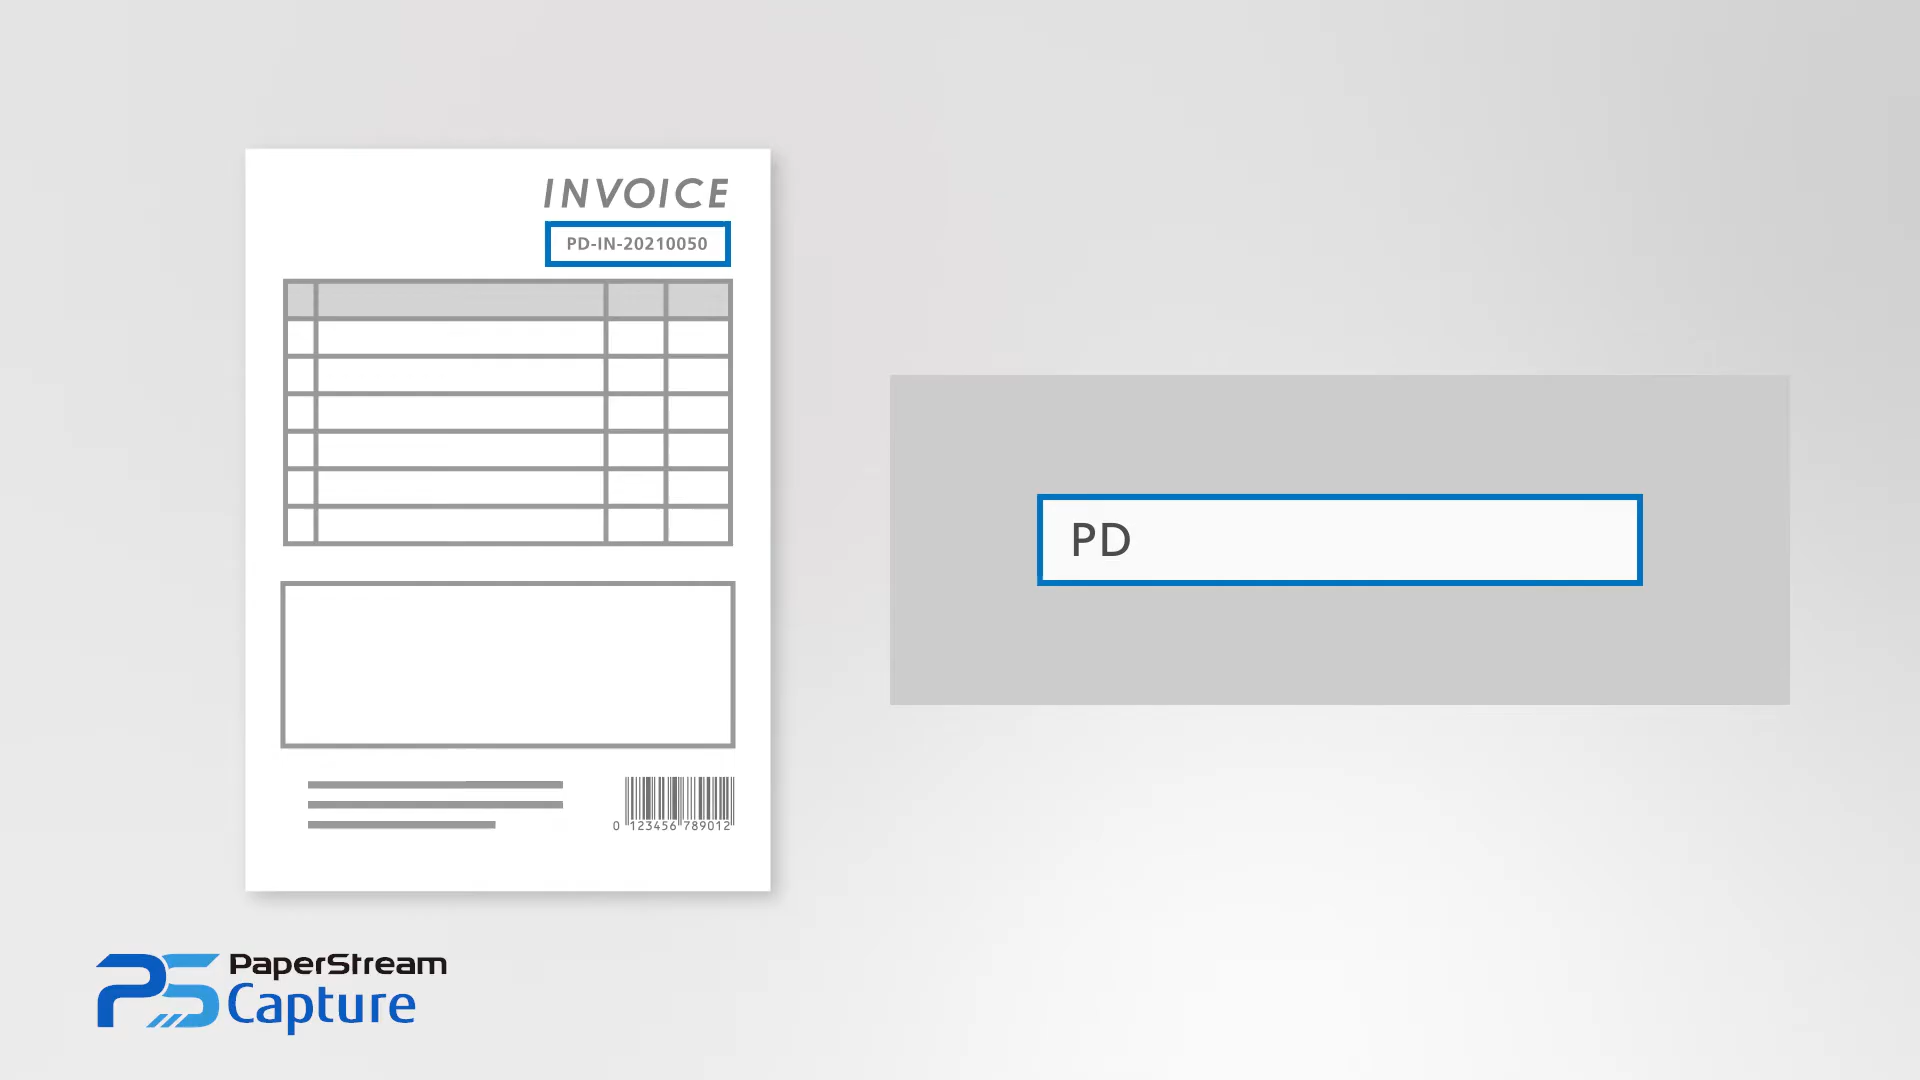 INVOICE
PD-IN-20210050
0 123456 789012
PD
PaperStream
Capture